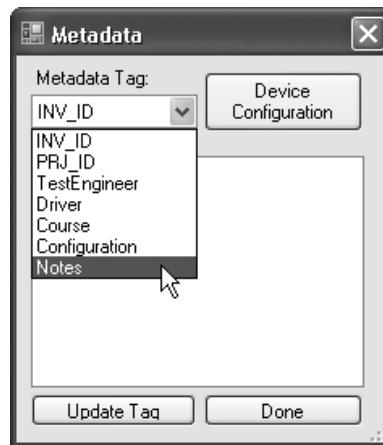 Metadata
Metadata Tag:
Device
Configuration
INV_ID
INV_ID
PRJ_ID
TestEngineer
Driver
Course
Configuration
Notes
Update Tag
Done